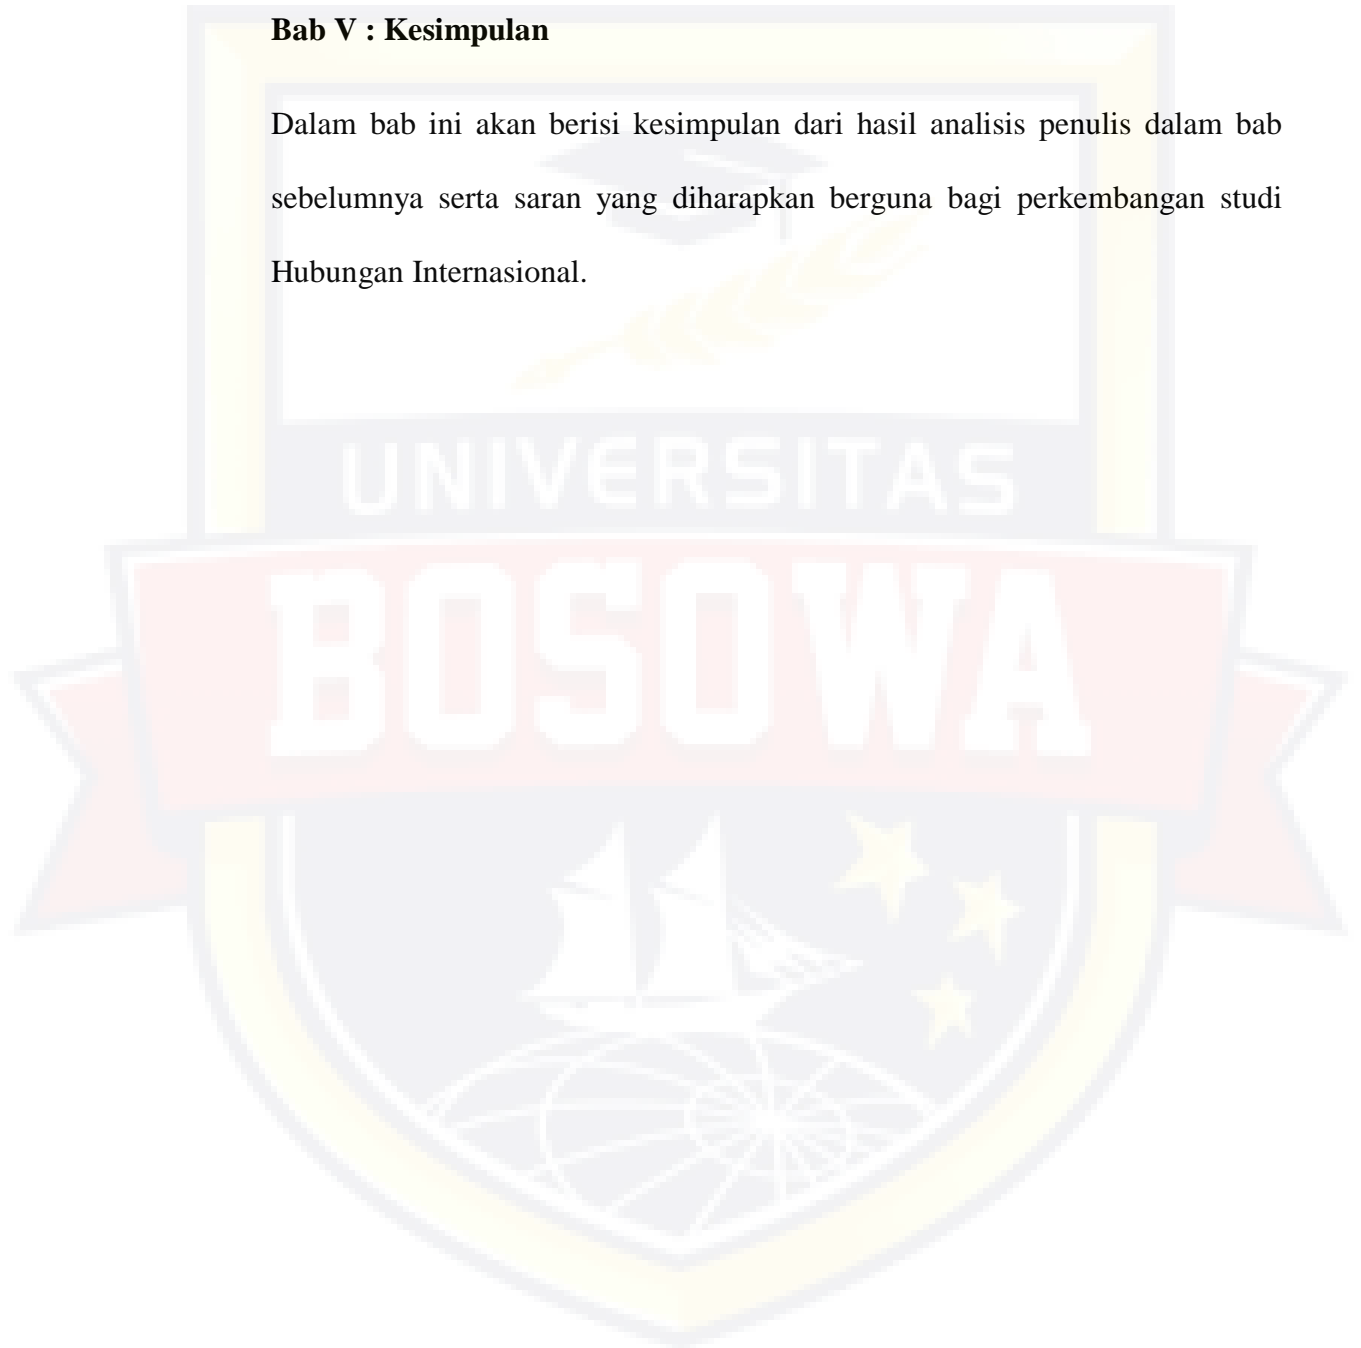 Bab V : Kesimpulan
Dalam bab ini akan berisi kesimpulan dari hasil analisis penulis dalam bab
sebelumnya serta saran yang diharapkan berguna bagi perkembangan studi
Hubungan Internasional.
UNIVERSITAS
BOSOWA